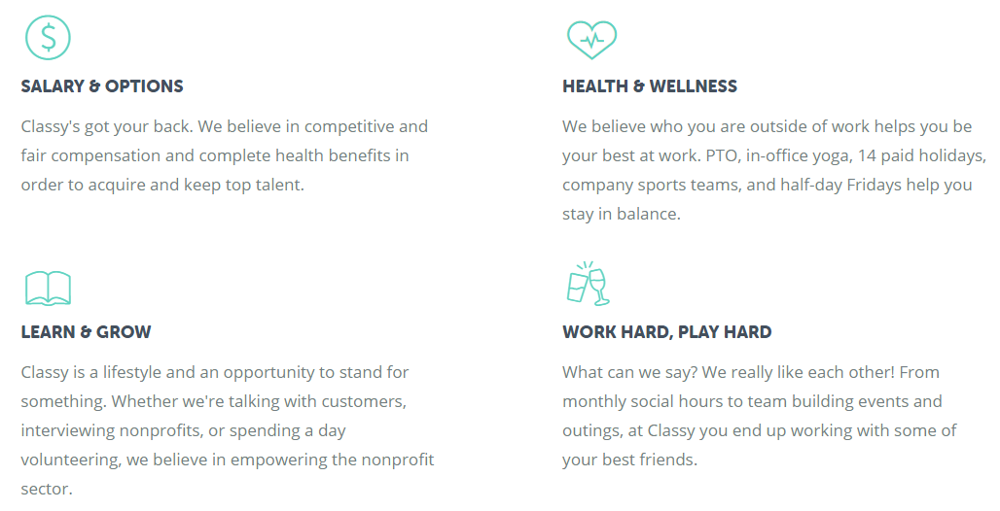 SALARY & OPTIONS
Classy's got your back. We believe in competitive and
fair compensation and complete health benefits in
order to acquire and keep top talent.
HEALTH & WELLNESS
We believe who you are outside of work helps you be
your best at work. PTO, in-office yoga, 14 paid holidays,
company sports teams, and half-day Fridays help you
stay in balance.
LEARN & GROW
Classy is a lifestyle and an opportunity to stand for
something. Whether we're talking with customers,
interviewing nonprofits, or spending a day
volunteering, we believe in empowering the nonprofit
sector.
WORK HARD, PLAY HARD
What can we say? We really like each other! From
monthly social hours to team building events and
outings, at Classy you end up working with some of
your best friends.